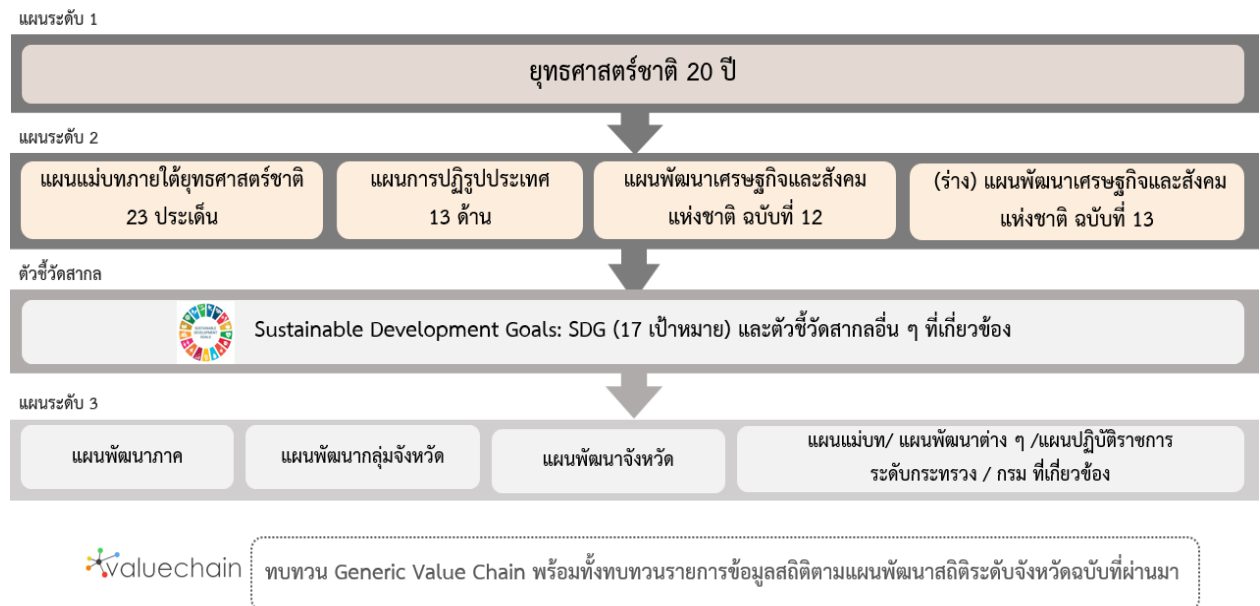 แผนระดับ 1
ยุทธศาสตร์ชาติ 20 ปี
แผนระดับ 2
แผนแม่บทภายใต้ยุทธศาสตร์ชาติ
23 ประเด็น
แผนการปฏิรูปประเทศ
13 ด้าน
แผนพัฒนาเศรษฐกิจและสังคม
แห่งชาติ ฉบับที่ 12
(ร่าง) แผนพัฒนาเศรษฐกิจและสังคม
แห่งชาติ ฉบับที่ 13
ตัวชี้วัดสากล
SUSTAINABLE
DEVELOPMENT
GOALS
Sustainable Development Goals: SDG (17 เป้าหมาย) และตัวชี้วัดสากลอื่น ๆ ที่เกี่ยวข้อง
แผนระดับ 3
แผนพัฒนาภาค
แผนพัฒนากลุ่มจังหวัด
แผนพัฒนาจังหวัด
แผนแม่บท/ แผนพัฒนาต่าง ๆ /แผนปฏิบัติราชการ
ระดับกระทรวง / กรม ที่เกี่ยวข้อง
valuechain
ทบทวน Generic Value Chain พร้อมทั้งทบทวนรายการข้อมูลสถิติตามแผนพัฒนาสถิติระดับจังหวัดฉบับที่ผ่านมา